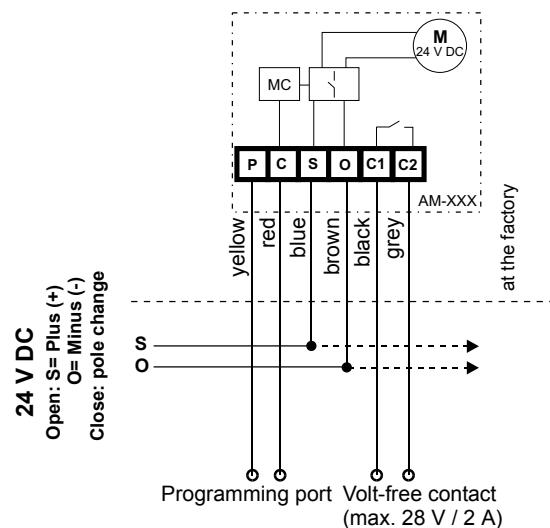 M
24 V DC
MC
P C S O C1 C2
AM-XXX
yellow
red
blue
brown
black
grey
at the factory
24 V DC
Open: S= Plus (+)
O= Minus (-)
Close: pole change
S
O
Programming port
Volt-free contact
(max. 28 V / 2 A)